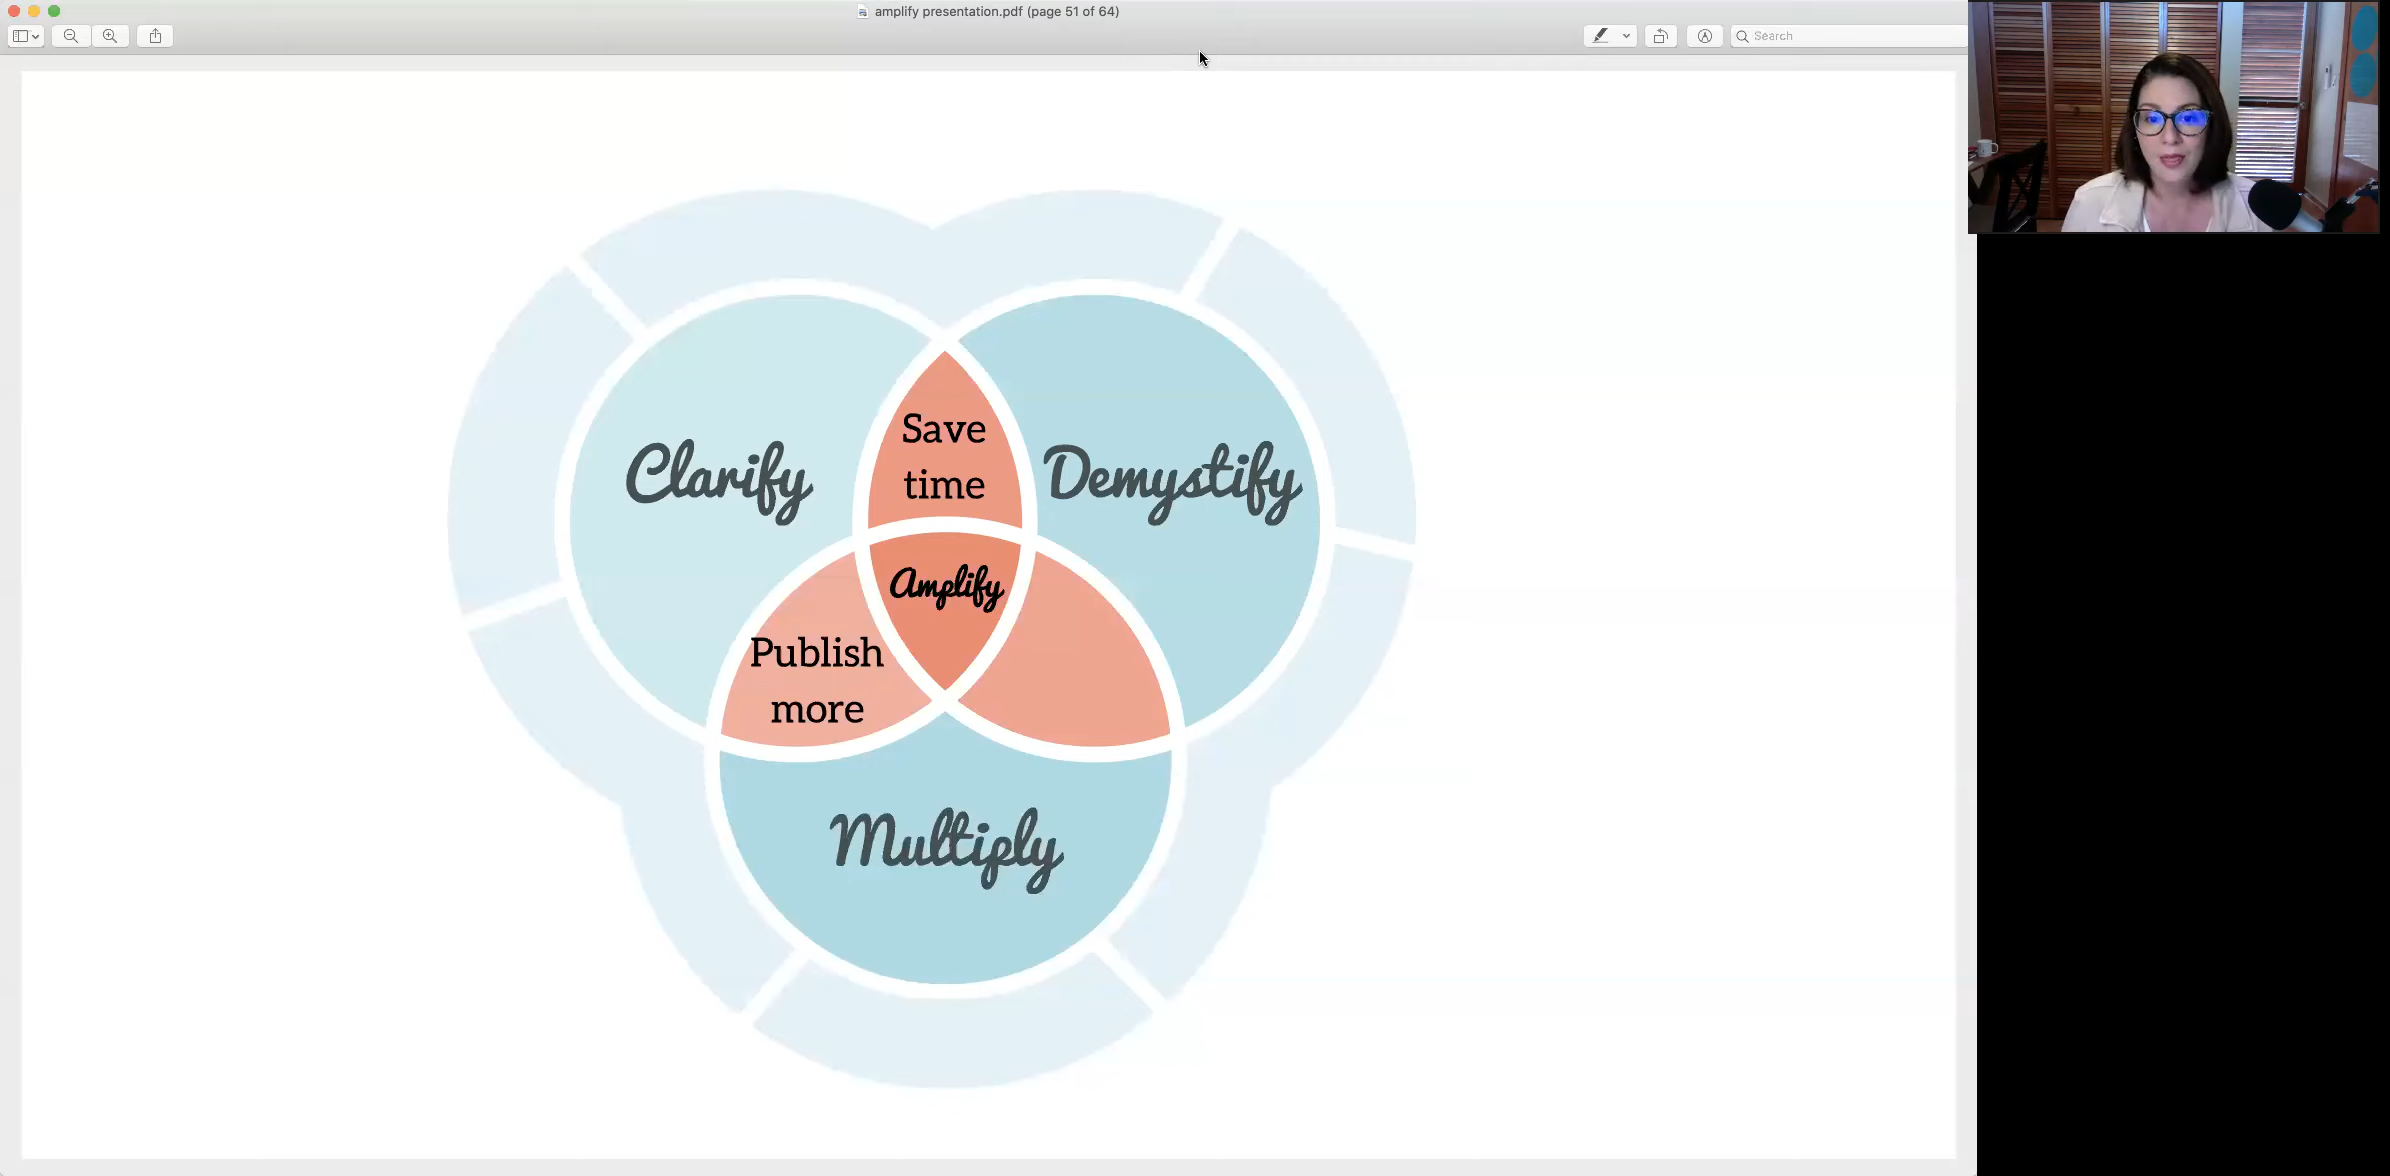 amplify presentation.pdf (page 51 of 64)
Search
Clarify
Save
time
Demystify
Amplify
Publish
more
Multiply